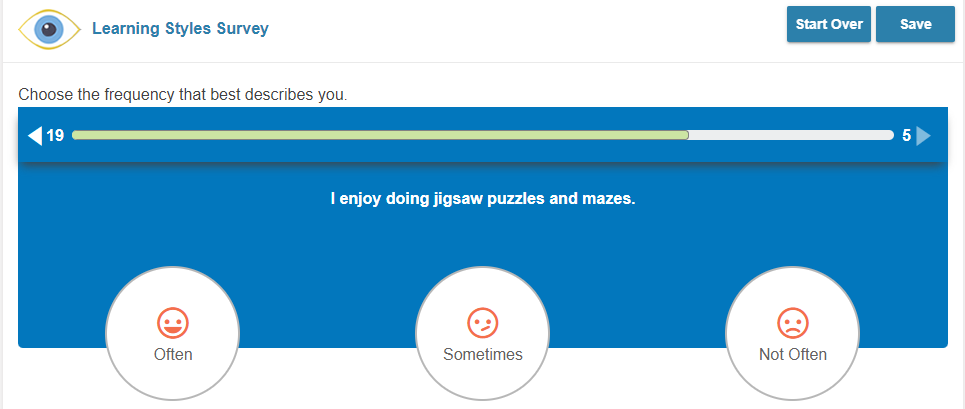 Learning Styles Survey
Start Over
Save
Choose the frequency that best describes you.
19
5
I enjoy doing jigsaw puzzles and mazes.
Often
Sometimes
Not Often